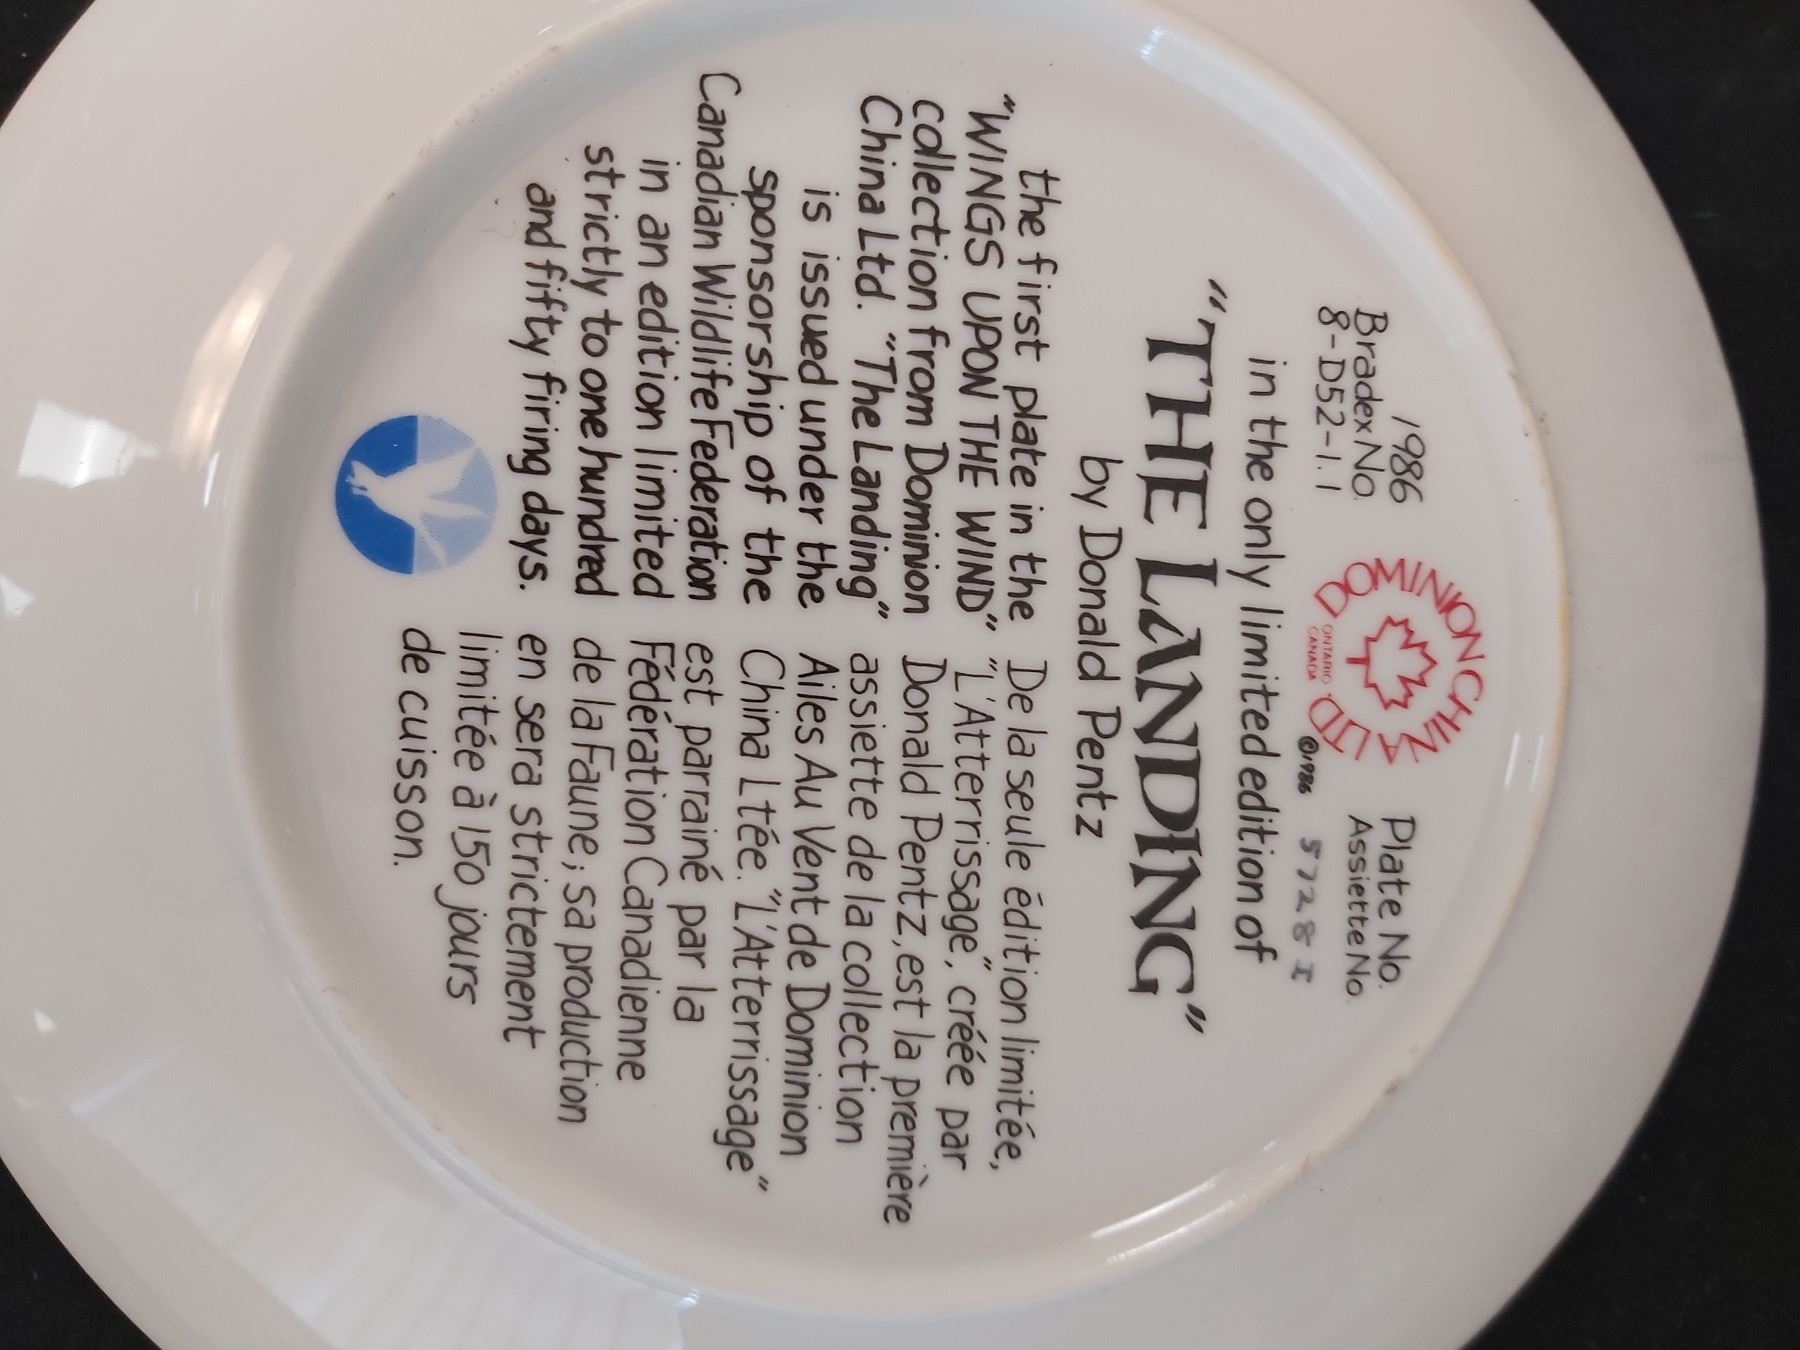 1986
Bradex No.
8-D52-1.1
DOMINION CHINA LTD
ONTARIO
CANADA
©1986
Plate No.
Assiette No.
5728 I
in the only limited edition of
"THE LANDING"
by Donald Pentz
the first plate in the
"WINGS UPON THE WIND"
collection from Dominion
China Ltd. "The Landing"
is issued under the
sponsorship of the
Canadian Wildlife Federation
in an edition limited
strictly to one hundred
and fifty firing days.
De la seule édition limitée,
"L'Atterrissage", créée par
Donald Pentz, est la première
assiette de la collection
Ailes Au Vent de Dominion
China Ltée. "L'Atterrissage"
est parrainé par la
Fédération Canadienne
de la Faune; sa production
en sera strictement
limitée à 150 jours
de cuisson.